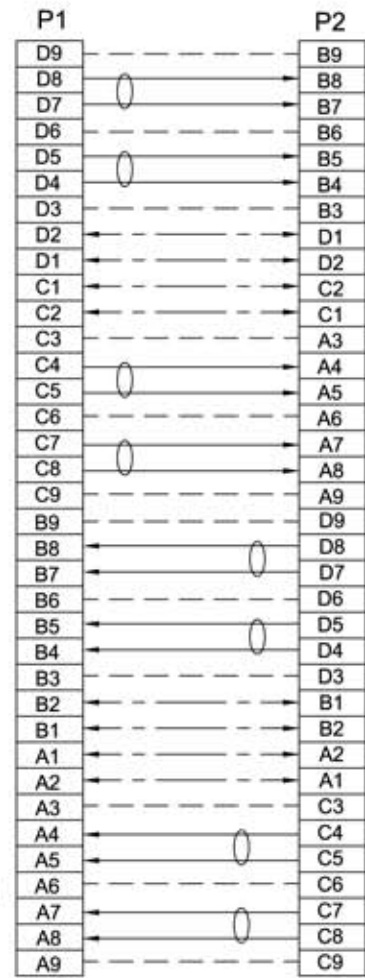 P1 P2
D9 B9
D8 B8
D7 B7
D6 B6
D5 B5
D4 B4
D3 B3
D2 D1
D1 D2
C1 C2
C2 C1
C3 A3
C4 A4
C5 A5
C6 A6
C7 A7
C8 A8
C9 A9
B9 D9
B8 D8
B7 D7
B6 D6
B5 D5
B4 D4
B3 D3
B2 B1
B1 B2
A1 A2
A2 A1
A3 C3
A4 C4
A5 C5
A6 C6
A7 C7
A8 C8
A9 C9